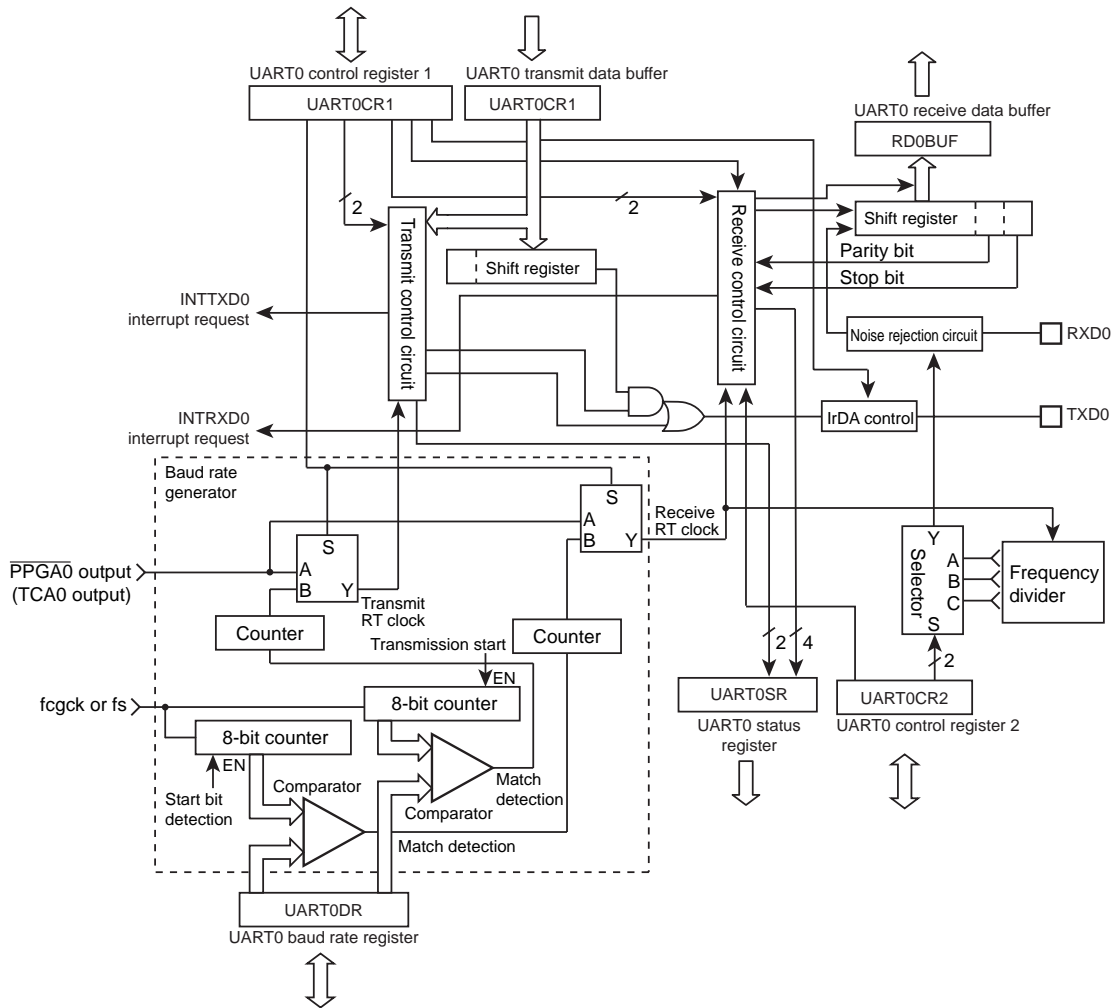 UART0 control register 1
UART0CR1
UART0 transmit data buffer
UART0CR1
UART0 receive data buffer
RD0BUF
2
2
Transmit control circuit
Receive control circuit
Shift register
Shift register
Parity bit
Stop bit
INTTXD0
interrupt request
Noise rejection circuit
RXD0
INTRXD0
interrupt request
IrDA control
TXD0
Baud rate
generator
S
A
B
Y
Receive
RT clock
PPGA0 output
(TCA0 output)
S
A
B
Y
Transmit
RT clock
Y
A
B
C
S
Selector
Frequency
divider
Counter
Counter
Transmission start
EN
2
4
2
fcgck or fs
8-bit counter
8-bit counter
EN
Start bit
detection
Comparator
Match
detection
Comparator
Match detection
UART0SR
UART0 status
register
UART0CR2
UART0 control register 2
UART0DR
UART0 baud rate register